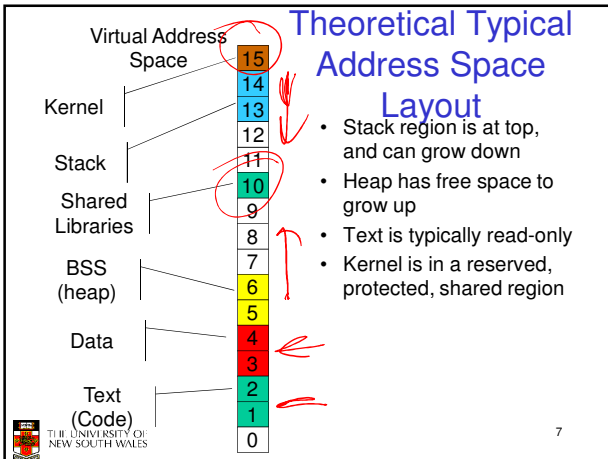 Theoretical Typical
Address Space
Layout
Virtual Address
Space
Kernel
Stack
Shared
Libraries
BSS
(heap)
Data
Text
(Code)
15
14
13
12
11
10
9
8
7
6
5
4
3
2
1
0
• Stack region is at top,
and can grow down
• Heap has free space to
grow up
• Text is typically read-only
• Kernel is in a reserved,
protected, shared region
THE UNIVERSITY OF
NEW SOUTH WALES
7